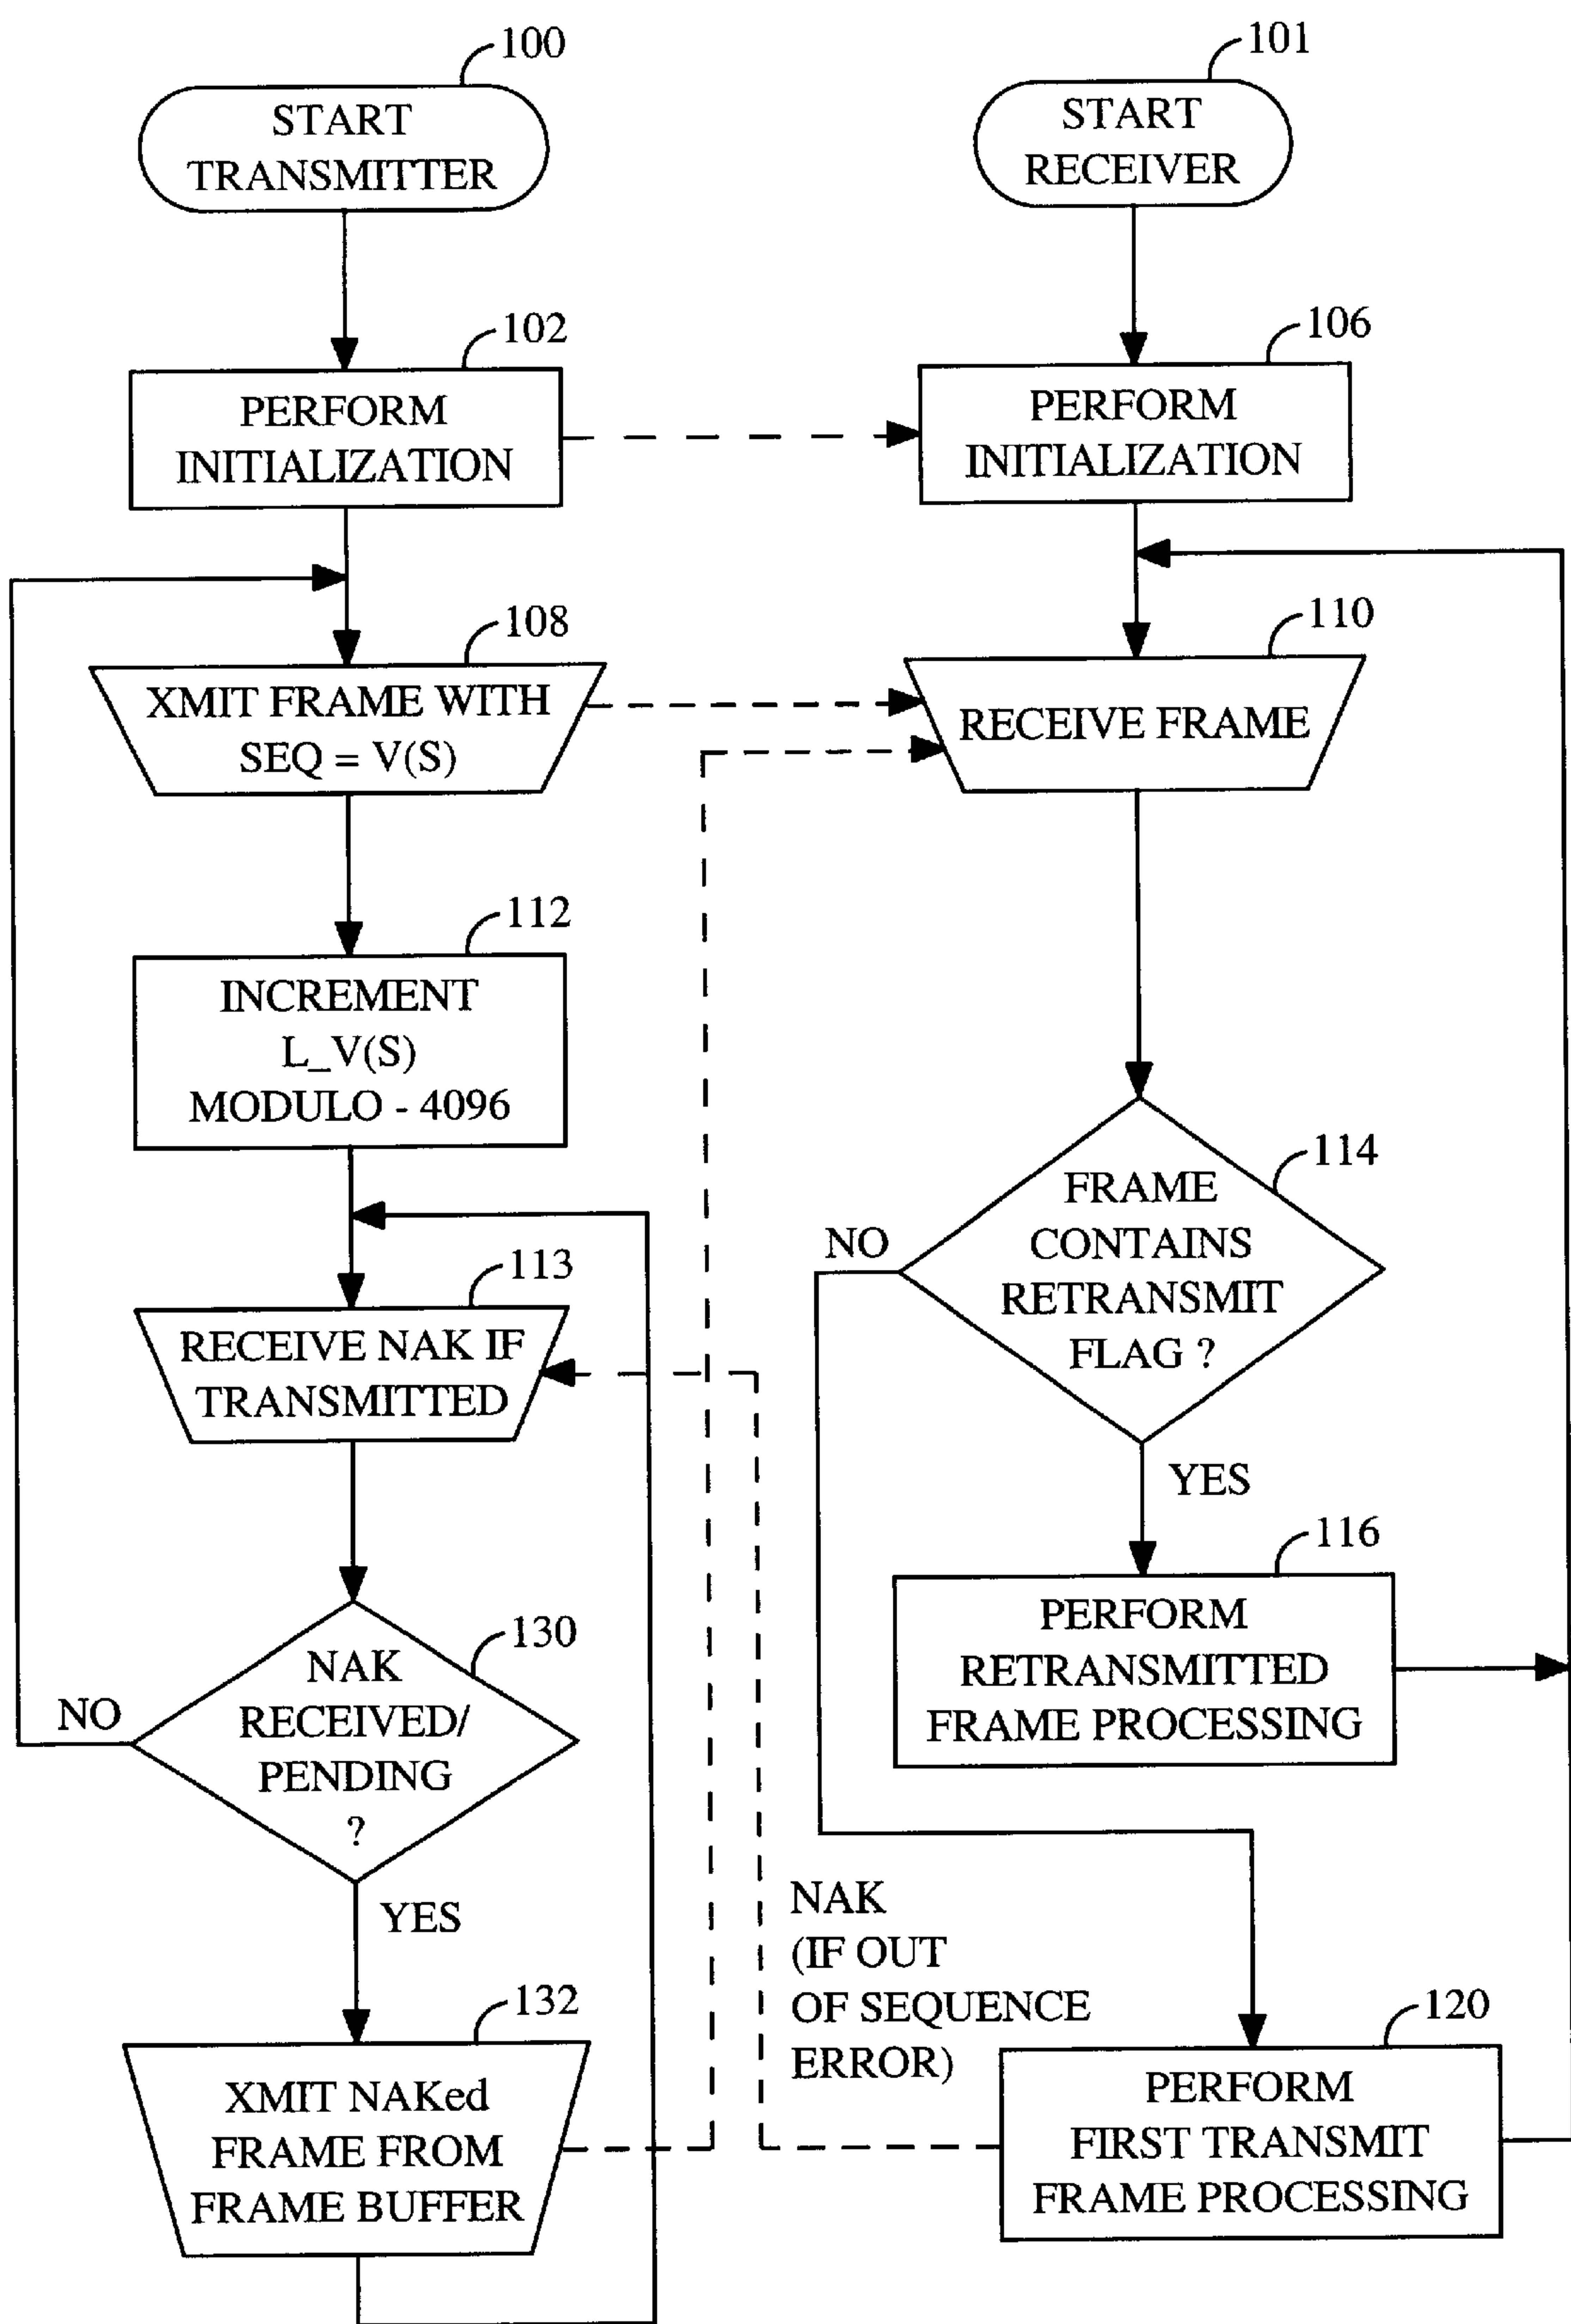 100
START
TRANSMITTER
101
START
RECEIVER
102
PERFORM
INITIALIZATION
106
PERFORM
INITIALIZATION
108
XMIT FRAME WITH
SEQ = V(S)
110
RECEIVE FRAME
112
INCREMENT
L_V(S)
MODULO - 4096
113
RECEIVE NAK IF
TRANSMITTED
114
FRAME
CONTAINS
RETRANSMIT
FLAG ?
NO
YES
116
PERFORM
RETRANSMITTED
FRAME PROCESSING
130
NAK
RECEIVED/
PENDING
?
NO
YES
132
XMIT NAKed
FRAME FROM
FRAME BUFFER
NAK
(IF OUT
OF SEQUENCE
ERROR)
120
PERFORM
FIRST TRANSMIT
FRAME PROCESSING